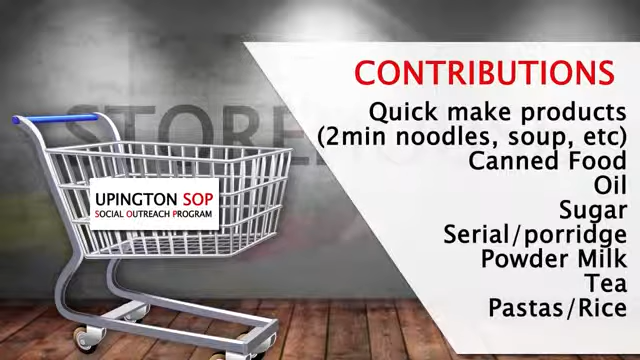 CONTRIBUTIONS
Quick make products
(2min noodles, soup, etc)
Canned Food
Oil
Sugar
Serial/porridge
Powder Milk
Tea
Pastas/Rice
UPINGTON SOP
SOCIAL OUTREACH PROGRAM